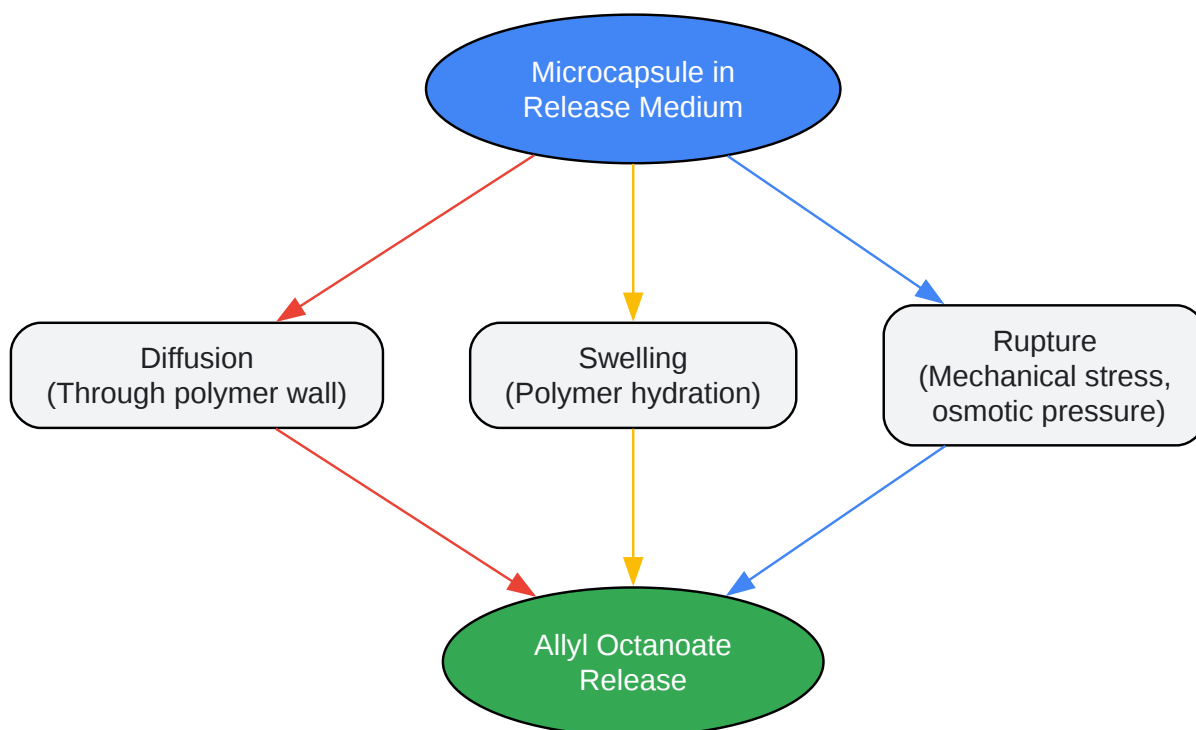 Microcapsule in
Release Medium
Diffusion
(Through polymer wall)
Swelling
(Polymer hydration)
Rupture
(Mechanical stress,
osmotic pressure)
Allyl Octanoate
Release